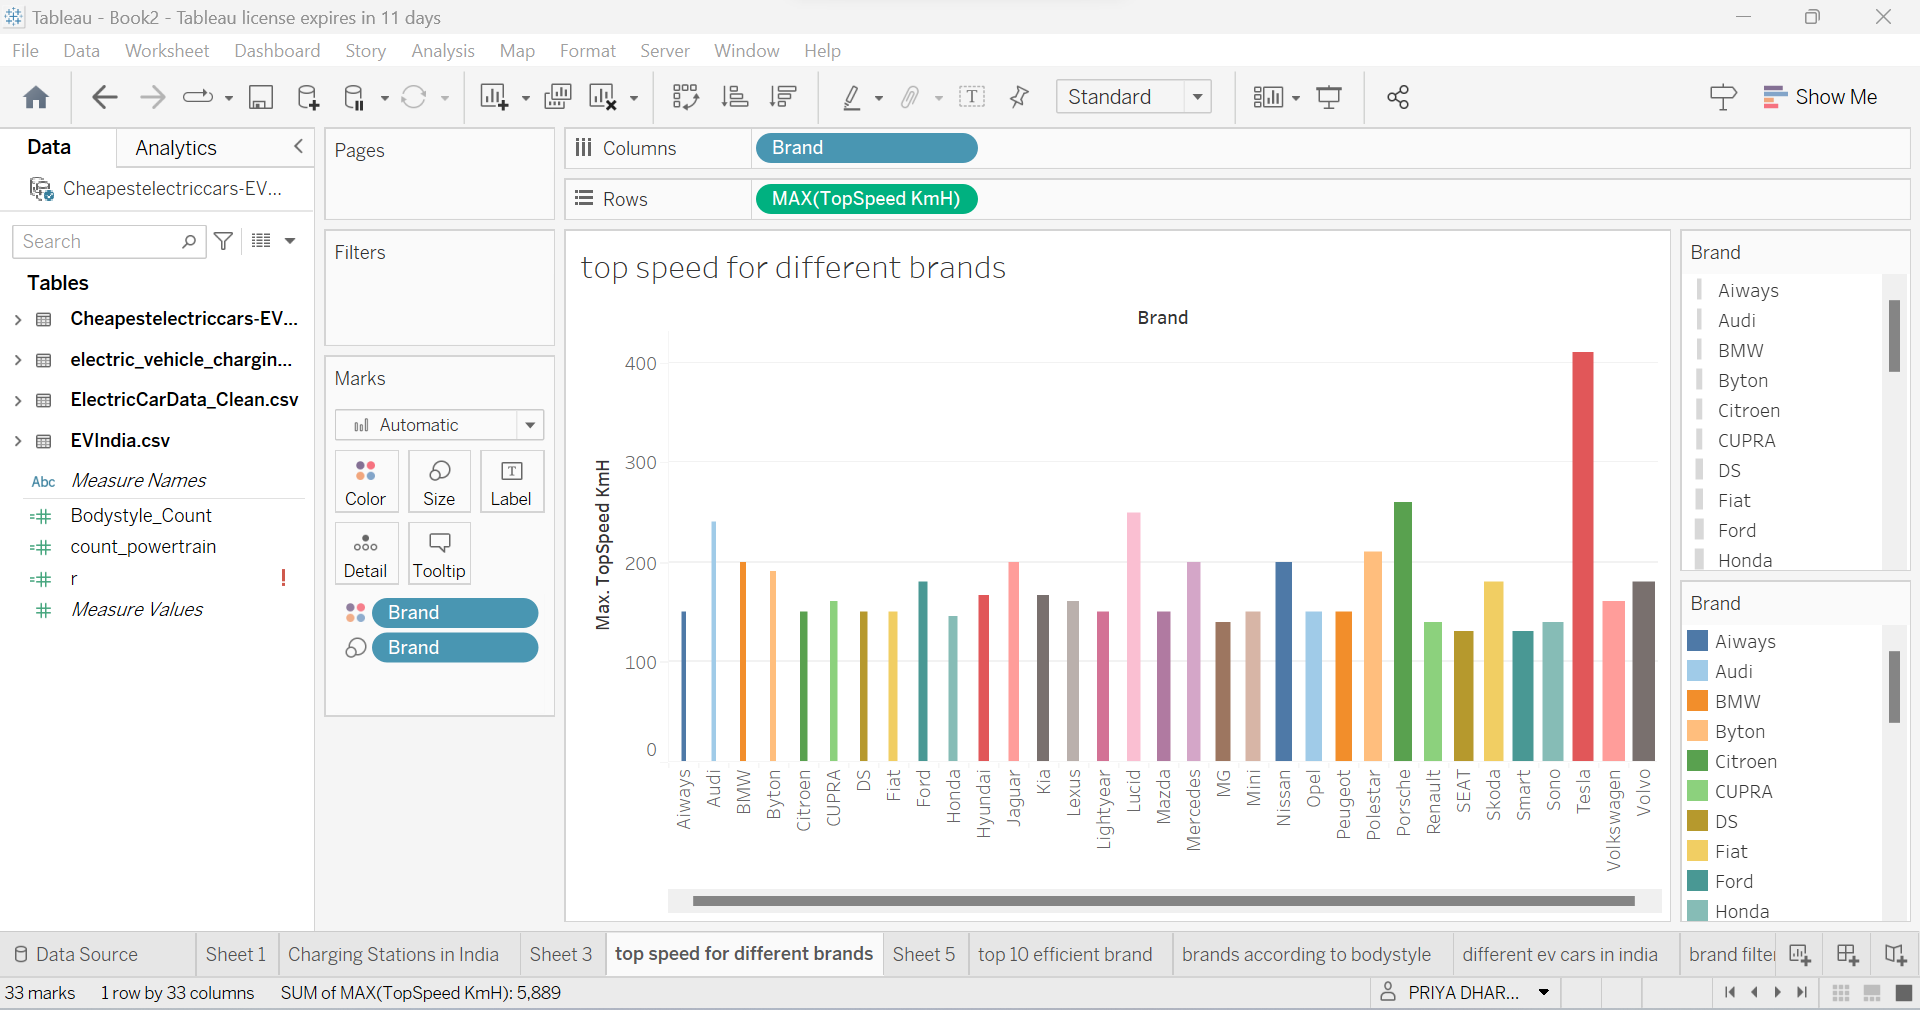 Tableau - Book2 - Tableau license expires in 11 days
File Data Worksheet Dashboard Story Analysis Map Format Server Window Help
Standard
Show Me
Data
Analytics
Cheapestelectriccars-EV...
Search
Tables
Cheapestelectriccars-EV...
electric_vehicle_chargin...
ElectricCarData_Clean.csv
EVIndia.csv
Abc Measure Names
Bodystyle_Count
count_powertrain
r !
Measure Values
Pages
Filters
Marks
Automatic
Color
Size
Label
Detail
Tooltip
Brand
Brand
Columns
Brand
Rows
MAX(TopSpeed KmH)
top speed for different brands
Brand
Max. TopSpeed KmH
400
300
200
100
0
Aiways
Audi
BMW
Byton
Citroen
CUPRA
DS
Fiat
Ford
Honda
Hyundai
Jaguar
Kia
Lexus
Lightyear
Lucid
Mazda
Mercedes
MG
Mini
Nissan
Opel
Peugeot
Polestar
Porsche
Renault
SEAT
Skoda
Smart
Sono
Tesla
Volkswagen
Volvo
Brand
Aiways
Audi
BMW
Byton
Citroen
CUPRA
DS
Fiat
Ford
Honda
Brand
Aiways
Audi
BMW
Byton
Citroen
CUPRA
DS
Fiat
Ford
Honda
Data Source
Sheet 1
Charging Stations in India
Sheet 3
top speed for different brands
Sheet 5
top 10 efficient brand
brands according to bodystyle
different ev cars in india
brand filter
33 marks
1 row by 33 columns
SUM of MAX(TopSpeed KmH): 5,889
PRIYA DHAR...